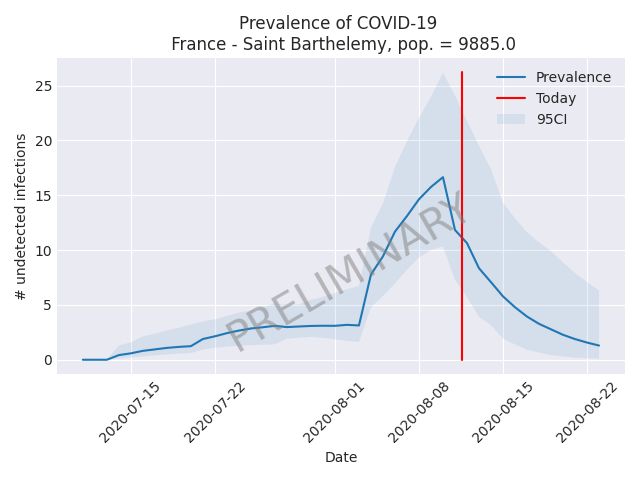 Prevalence of COVID-19
France - Saint Barthelemy, pop. = 9885.0
# undetected infections
25
20
15
10
5
0
Prevalence
Today
95CI
PRELIMINARY
2020-07-15
2020-07-22
2020-08-01
2020-08-08
2020-08-15
2020-08-22
Date